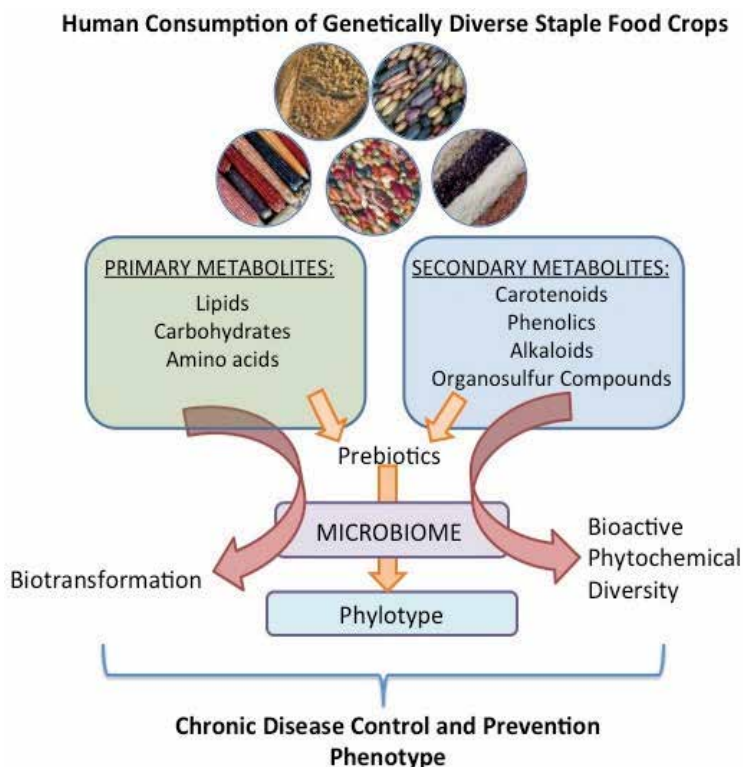 Human Consumption of Genetically Diverse Staple Food Crops
PRIMARY METABOLITES:
Lipids
Carbohydrates
Amino acids
SECONDARY METABOLITES:
Carotenoids
Phenolics
Alkaloids
Organosulfur Compounds
Prebiotics
MICROBIOME
Biotransformation
Bioactive
Phytochemical
Diversity
Phylotype
Chronic Disease Control and Prevention
Phenotype